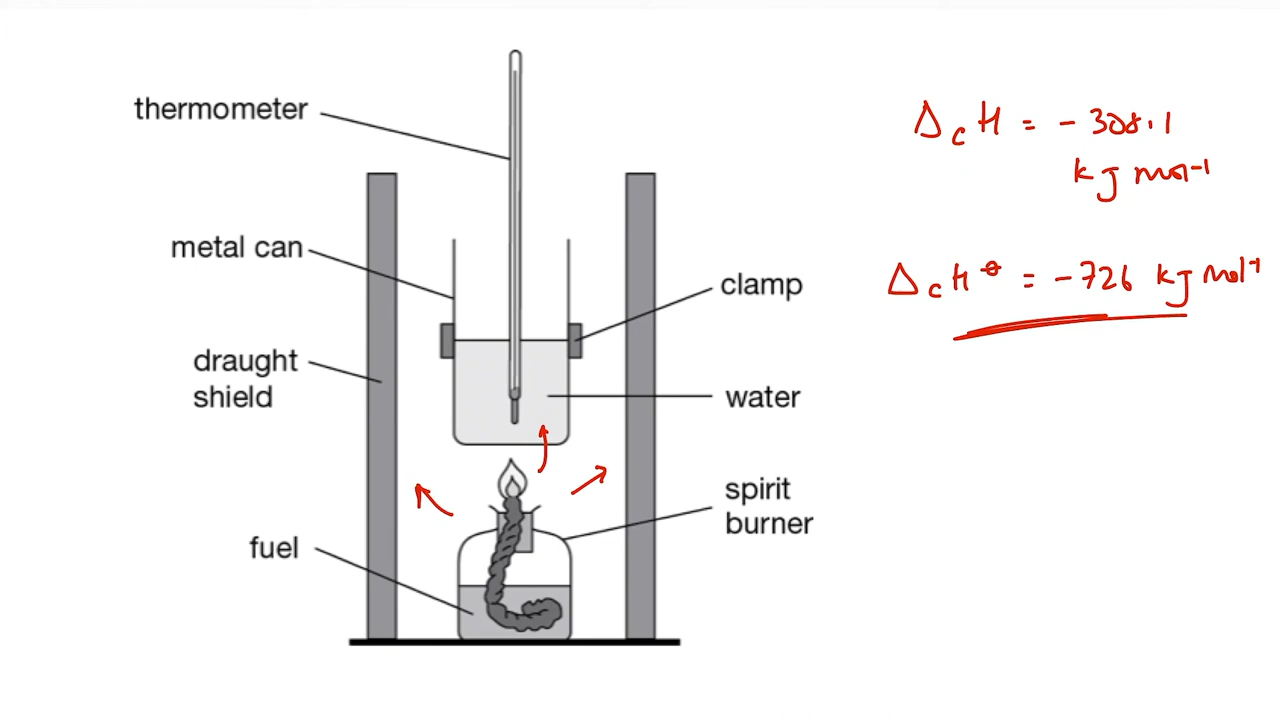 thermometer
metal can
draught
shield
fuel
clamp
water
spirit
burner
ΔcH = - 308.1
kJ mol⁻¹
ΔcH⦵ = - 726 kJ mol⁻¹